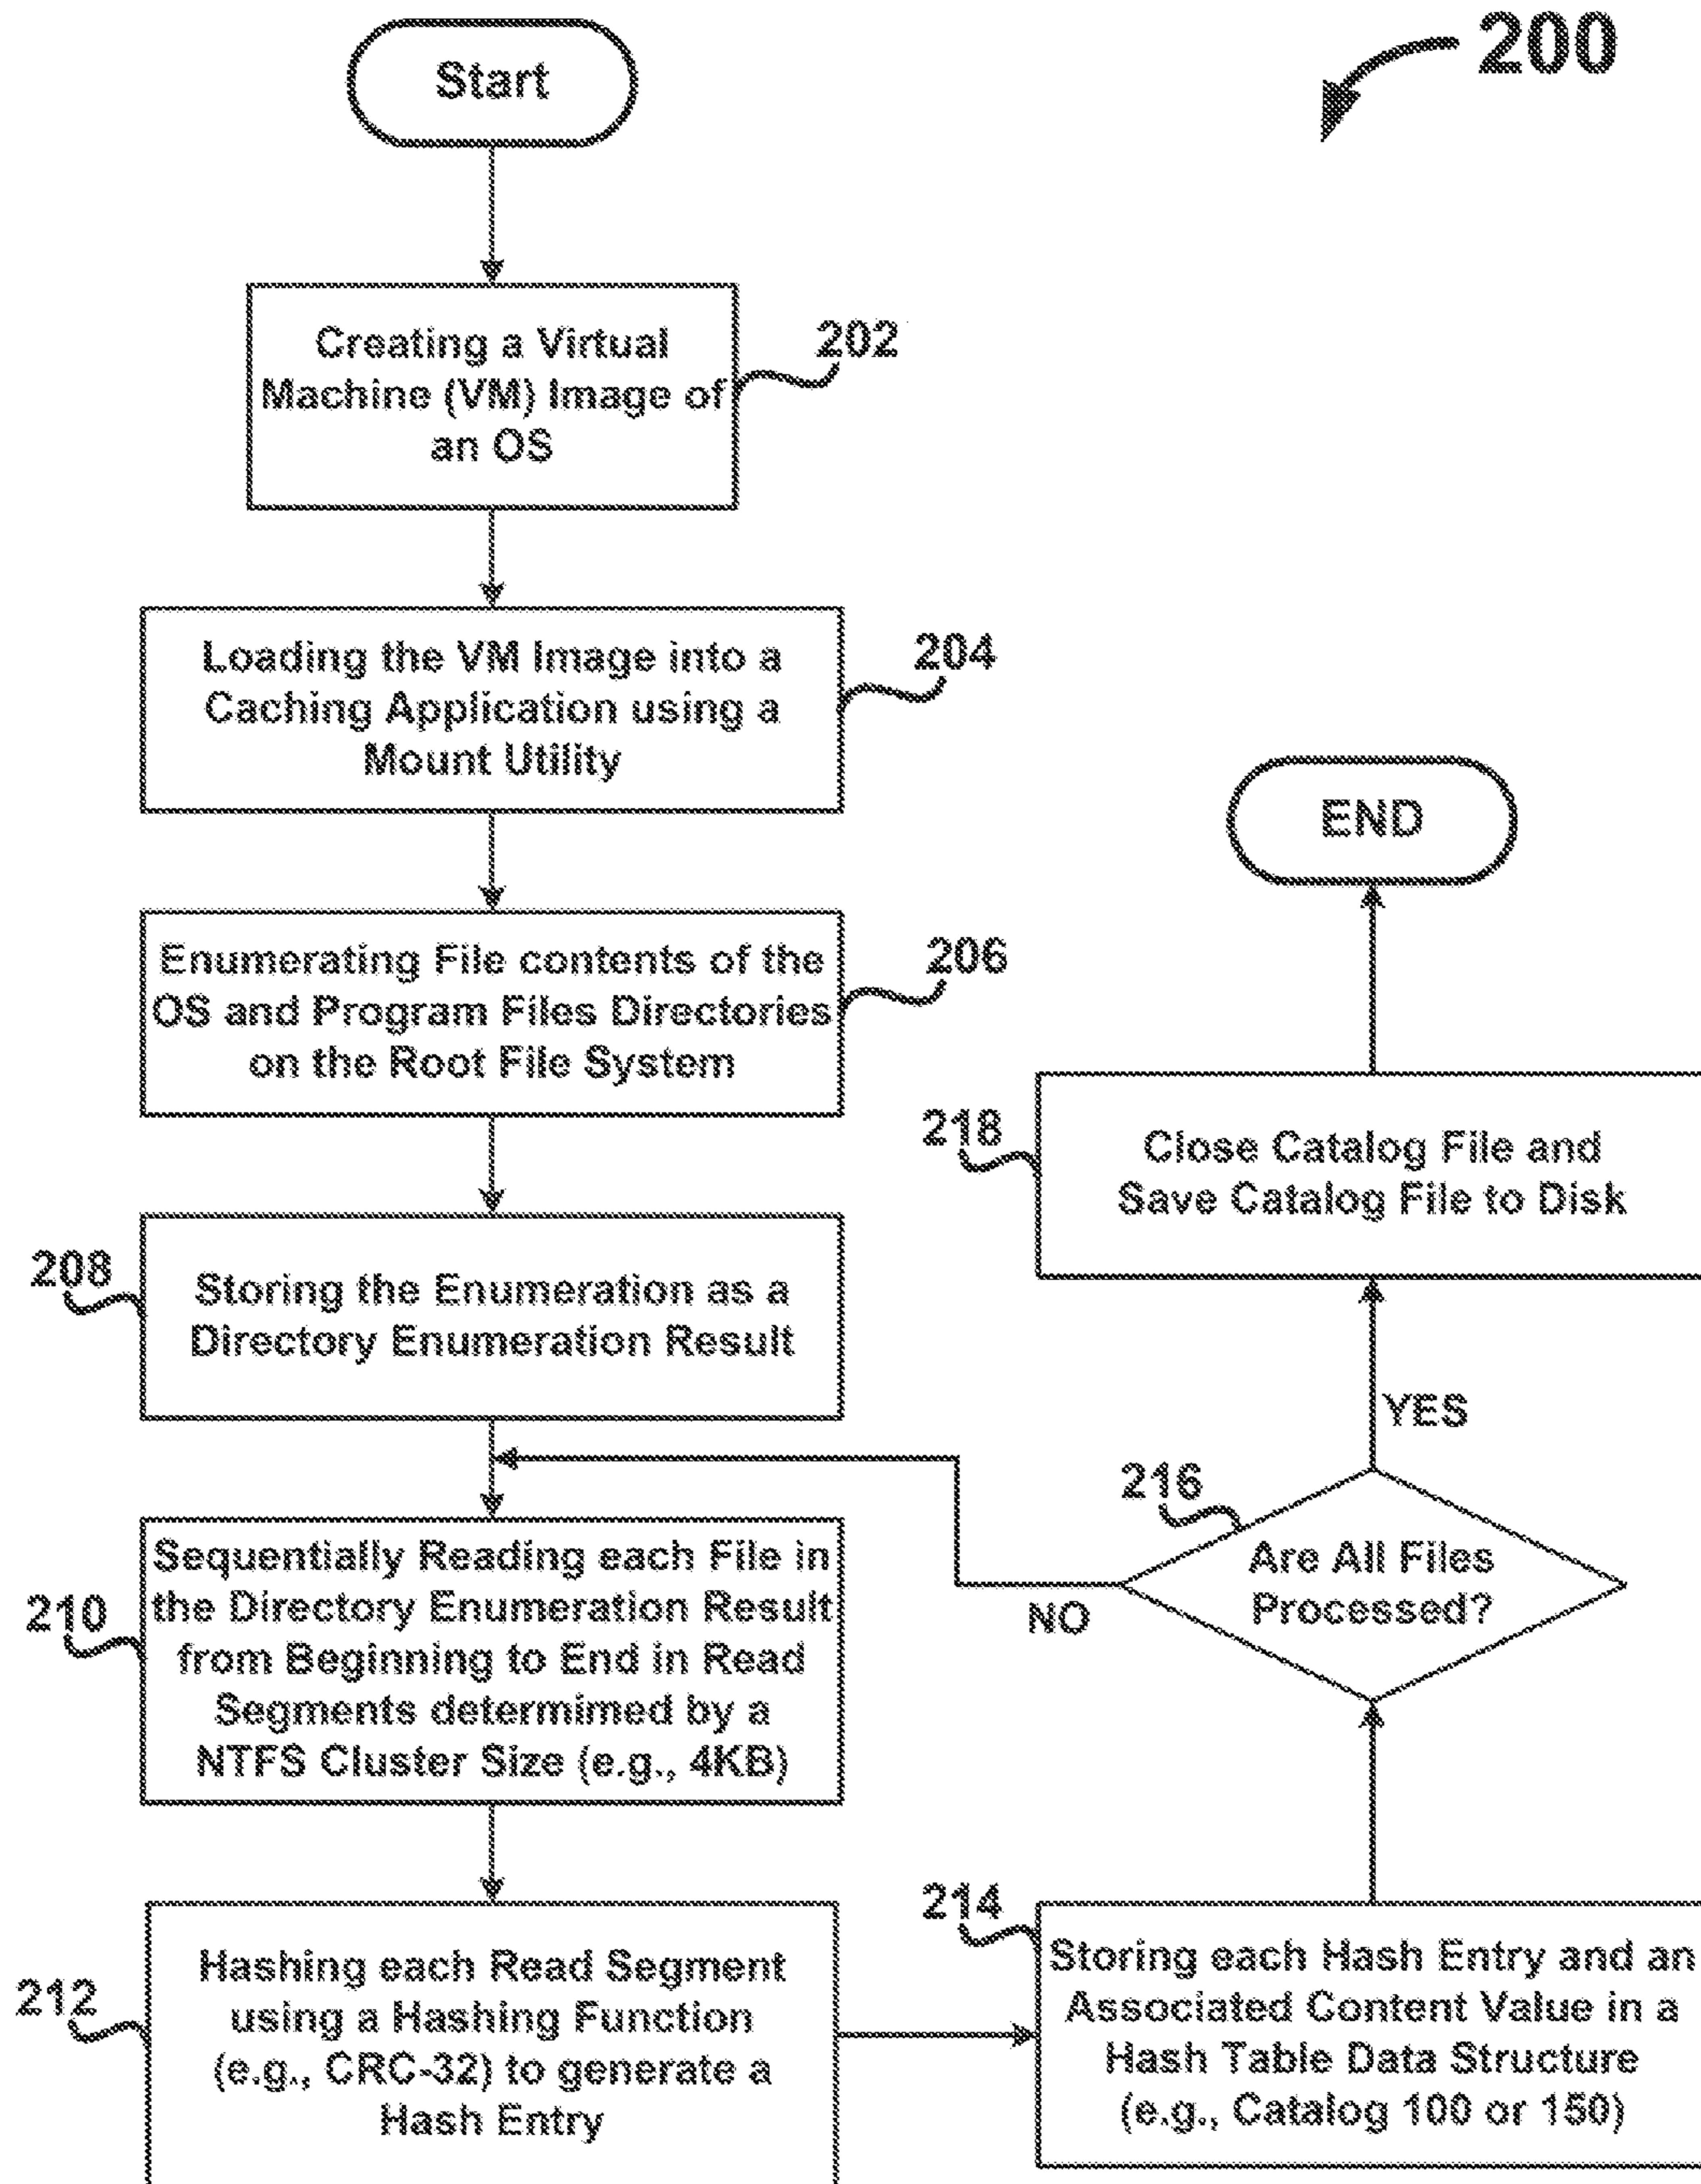 200
Start
Creating a Virtual
Machine (VM) Image of
an OS
202
Loading the VM Image into a
Caching Application using a
Mount Utility
204
Enumerating File contents of the
OS and Program Files Directories
on the Root File System
206
208
Storing the Enumeration as a
Directory Enumeration Result
210
Sequentially Reading each File in
the Directory Enumeration Result
from Beginning to End in Read
Segments determimed by a
NTFS Cluster Size (e.g., 4KB)
212
Hashing each Read Segment
using a Hashing Function
(e.g., CRC-32) to generate a
Hash Entry
214
Storing each Hash Entry and an
Associated Content Value in a
Hash Table Data Structure
(e.g., Catalog 100 or 150)
216
Are All Files
Processed?
NO
YES
218
Close Catalog File and
Save Catalog File to Disk
END